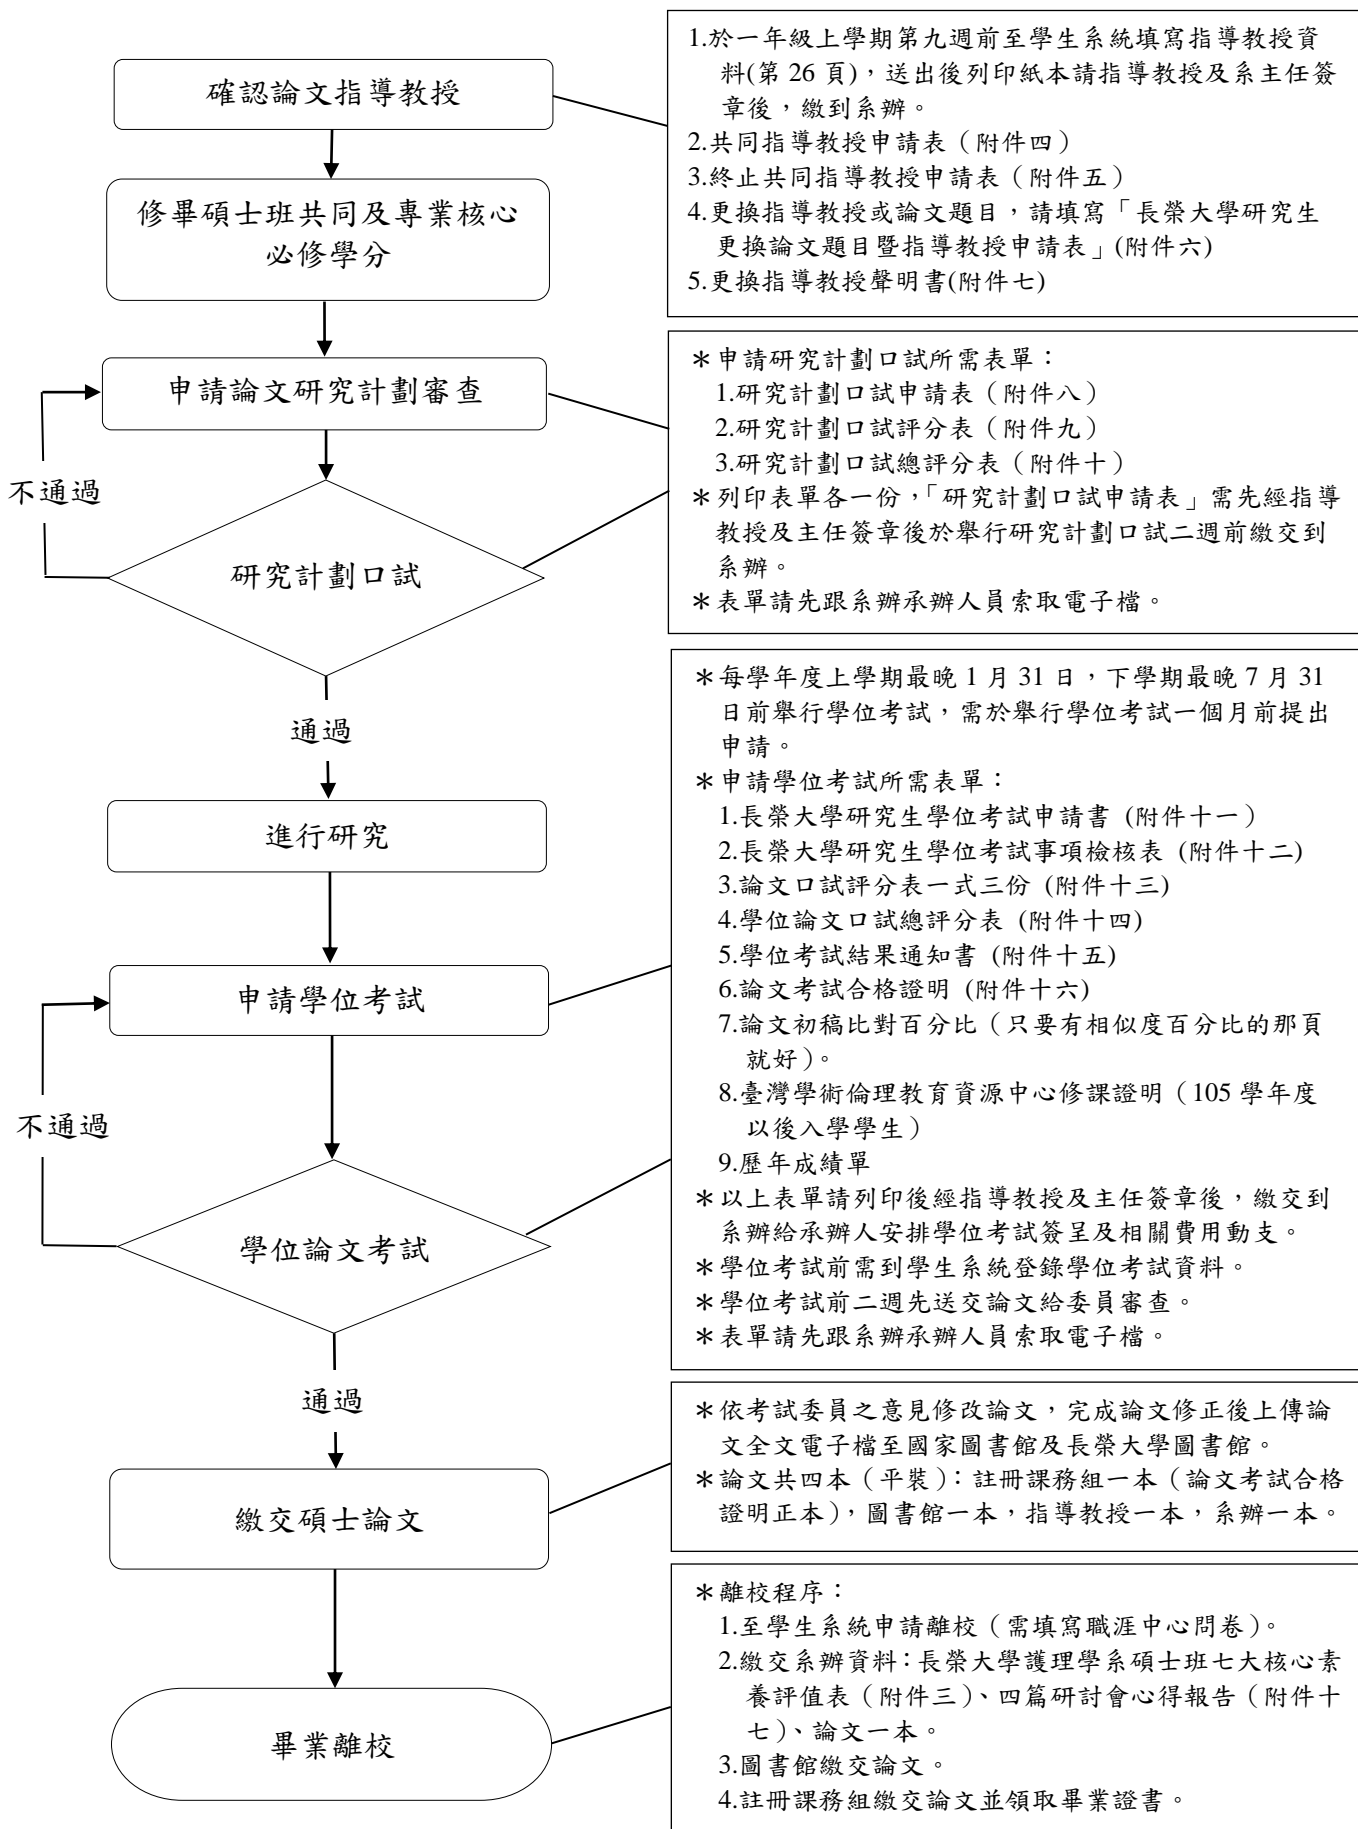 確認論文指導教授
1.於一年級上學期第九週前至學生系統填寫指導教授資
料(第 26 頁)，送出後列印紙本請指導教授及系主任簽
章後，繳到系辦。
2.共同指導教授申請表（附件四）
3.終止共同指導教授申請表（附件五）
4.更換指導教授或論文題目，請填寫「長榮大學研究生
更換論文題目暨指導教授申請表」(附件六)
5.更換指導教授聲明書(附件七)
修畢碩士班共同及專業核心
必修學分
申請論文研究計劃審查
不通過
研究計劃口試
＊申請研究計劃口試所需表單：
1.研究計劃口試申請表（附件八）
2.研究計劃口試評分表（附件九）
3.研究計劃口試總評分表（附件十）
＊列印表單各一份，「研究計劃口試申請表」需先經指導
教授及主任簽章後於舉行研究計劃口試二週前繳交到
系辦。
＊表單請先跟系辦承辦人員索取電子檔。
通過
進行研究
申請學位考試
不通過
學位論文考試
＊每學年度上學期最晚 1 月 31 日，下學期最晚 7 月 31
日前舉行學位考試，需於舉行學位考試一個月前提出
申請。
＊申請學位考試所需表單：
1.長榮大學研究生學位考試申請書 (附件十一）
2.長榮大學研究生學位考試事項檢核表 (附件十二)
3.論文口試評分表一式三份 (附件十三)
4.學位論文口試總評分表 (附件十四)
5.學位考試結果通知書 (附件十五)
6.論文考試合格證明 (附件十六)
7.論文初稿比對百分比（只要有相似度百分比的那頁
就好）。
8.臺灣學術倫理教育資源中心修課證明（105 學年度
以後入學學生）
9.歷年成績單
＊以上表單請列印後經指導教授及主任簽章後，繳交到
系辦給承辦人安排學位考試簽呈及相關費用動支。
＊學位考試前需到學生系統登錄學位考試資料。
＊學位考試前二週先送交論文給委員審查。
＊表單請先跟系辦承辦人員索取電子檔。
通過
繳交碩士論文
＊依考試委員之意見修改論文，完成論文修正後上傳論
文全文電子檔至國家圖書館及長榮大學圖書館。
＊論文共四本（平裝）：註冊課務組一本（論文考試合格
證明正本），圖書館一本，指導教授一本，系辦一本。
畢業離校
＊離校程序：
1.至學生系統申請離校（需填寫職涯中心問卷）。
2.繳交系辦資料：長榮大學護理學系碩士班七大核心素
養評值表（附件三）、四篇研討會心得報告（附件十
七）、論文一本。
3.圖書館繳交論文。
4.註冊課務組繳交論文並領取畢業證書。